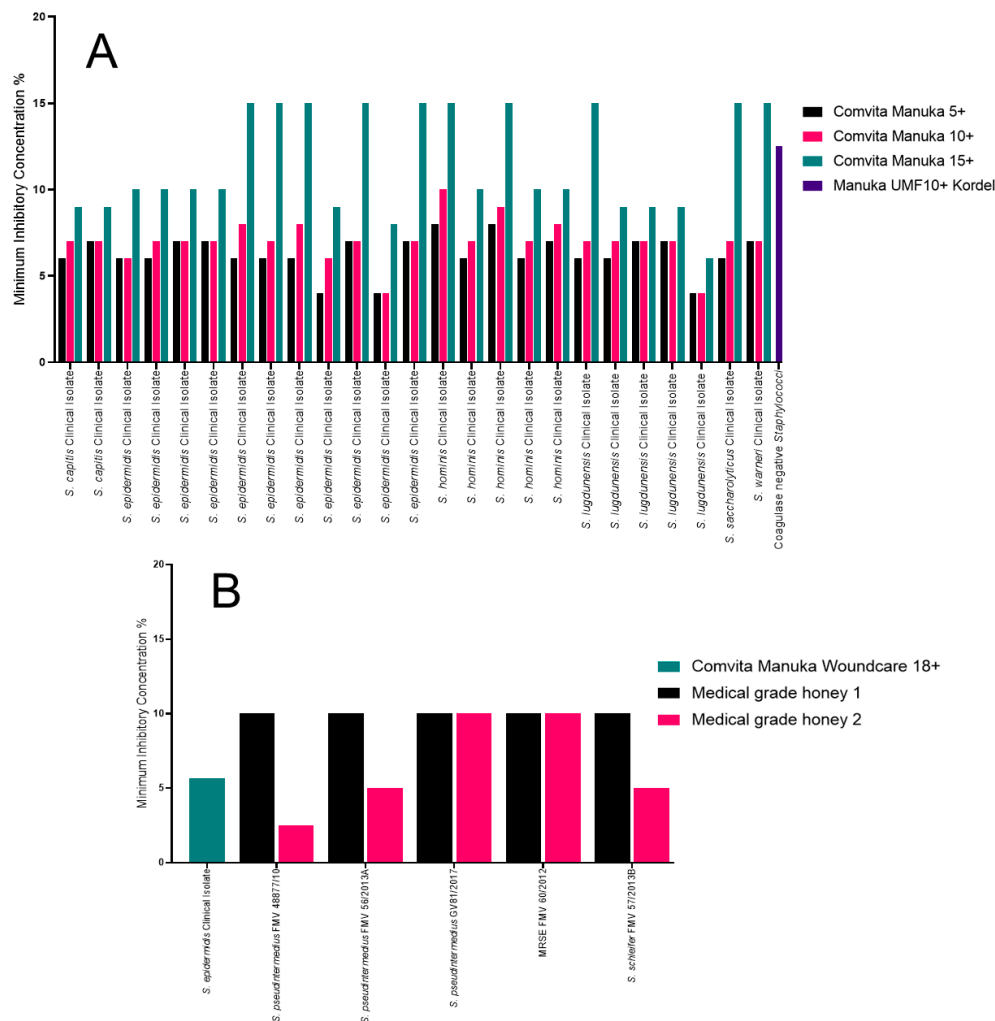 A
Minimum Inhibitory Concentration %
20
15
10
5
0
Comvita Manuka 5+
Comvita Manuka 10+
Comvita Manuka 15+
Manuka UMF10+ Kordel
S. capitis Clinical Isolate
S. capitis Clinical Isolate
S. epidermidis Clinical Isolate
S. epidermidis Clinical Isolate
S. epidermidis Clinical Isolate
S. epidermidis Clinical Isolate
S. epidermidis Clinical Isolate
S. epidermidis Clinical Isolate
S. epidermidis Clinical Isolate
S. epidermidis Clinical Isolate
S. epidermidis Clinical Isolate
S. epidermidis Clinical Isolate
S. epidermidis Clinical Isolate
S. hominis Clinical Isolate
S. hominis Clinical Isolate
S. hominis Clinical Isolate
S. hominis Clinical Isolate
S. hominis Clinical Isolate
S. lugdunensis Clinical Isolate
S. lugdunensis Clinical Isolate
S. lugdunensis Clinical Isolate
S. lugdunensis Clinical Isolate
S. lugdunensis Clinical Isolate
S. saccharolyticus Clinical Isolate
S. warneri Clinical Isolate
Coagulase negative Staphylococci
B
Minimum Inhibitory Concentration %
20
15
10
5
0
Comvita Manuka Woundcare 18+
Medical grade honey 1
Medical grade honey 2
S. epidermidis Clinical Isolate
S. pseudintermedius FMV 48877/10
S. pseudintermedius FMV 56/2013A
S. pseudintermedius GV81/2017
MRSE FMV 60/2012
S. schleifer FMV 57/2013B